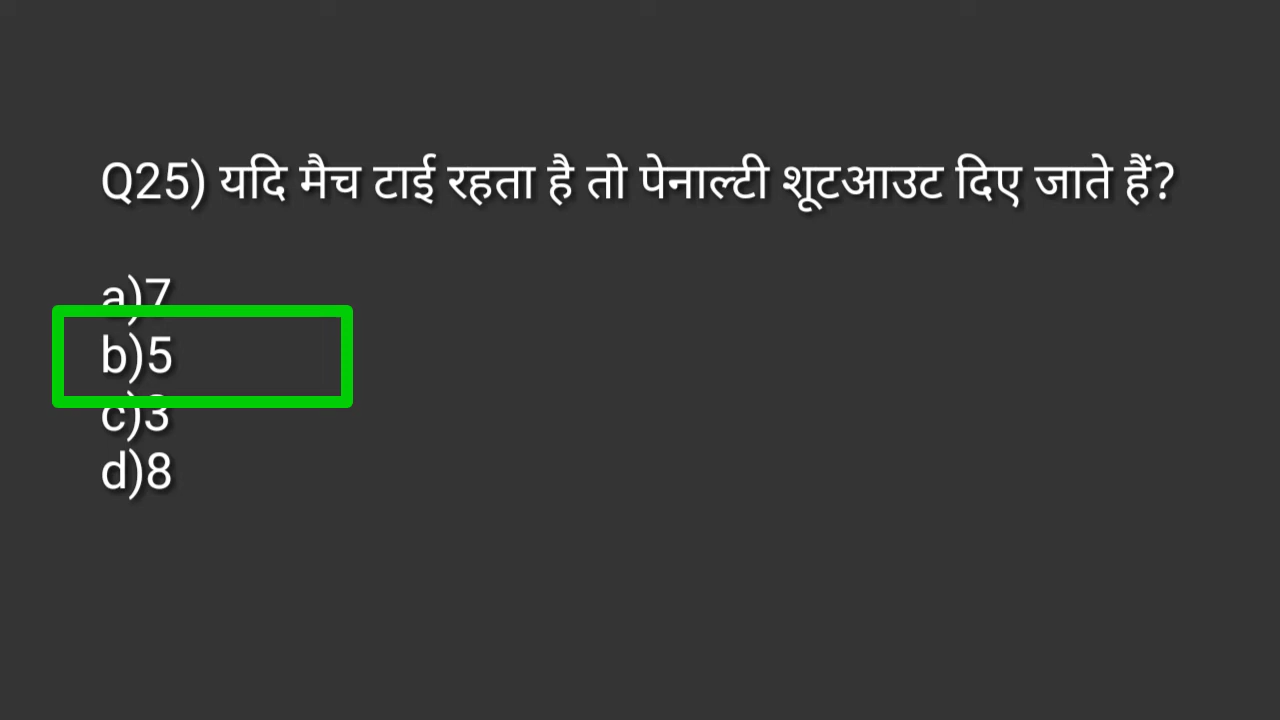 Q25) यदि मैच टाई रहता है तो पेनाल्टी शूटआउट दिए जाते हैं?
a)7
b)5
c)3
d)8